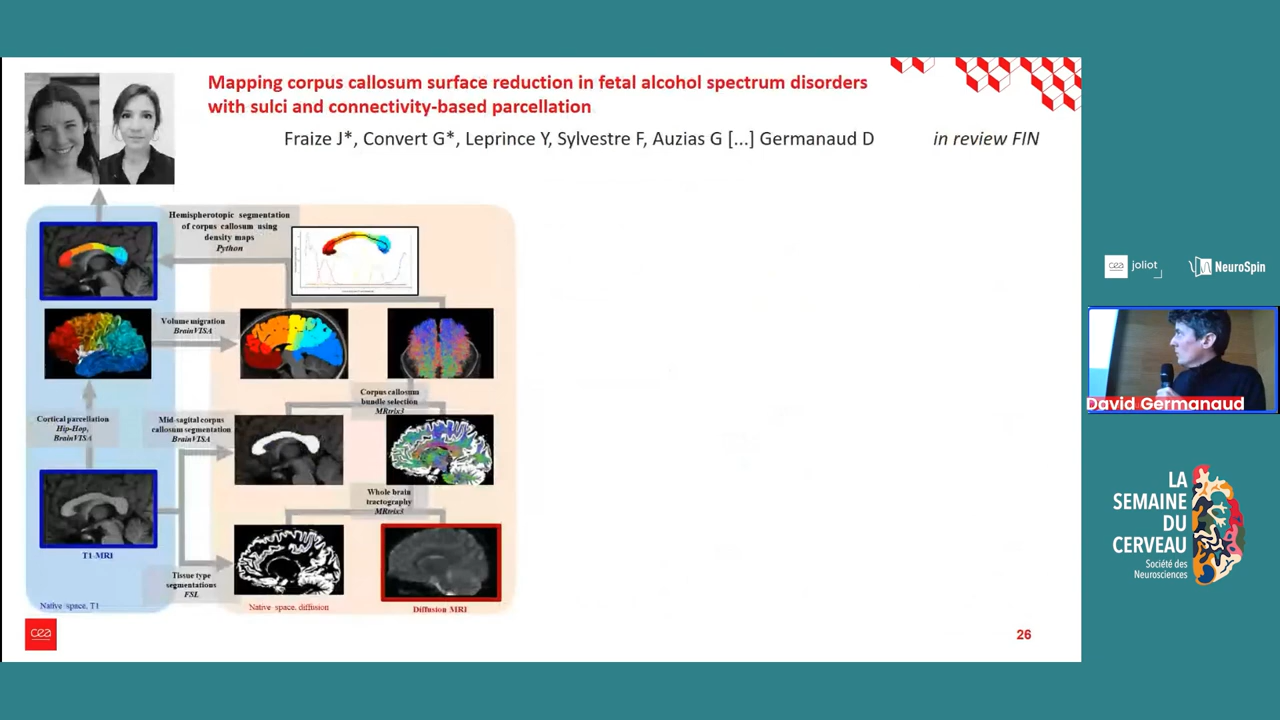 Mapping corpus callosum surface reduction in fetal alcohol spectrum disorders
with sulci and connectivity-based parcellation
Fraize J*, Convert G*, Leprince Y, Sylvestre F, Auzias G [...] Germanaud D
in review FIN
Hemispherotopic segmentation
of corpus callosum using
density maps
Python
Volume migration
BrainVISA
Corpus callosum
bundle selection
MRtrix3
Cortical parcellation
Hip-Hop,
BrainVISA
Mid-sagital corpus
callosum segmentation
BrainVISA
Whole brain
tractography
MRtrix3
T1-MRI
Tissue type
segmentations
FSL
Native space, T1
Native space, diffusion
Diffusion MRI
cea
26
cea joliot
NeuroSpin
David Germanaud
LA
SEMAINE
DU
CERVEAU
Société des
Neurosciences